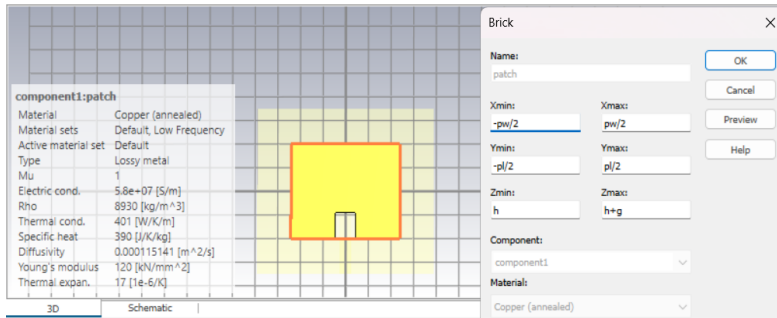 component1:patch
Material Copper (annealed)
Material sets Default, Low Frequency
Active material set Default
Type Lossy metal
Mu 1
Electric cond. 5.8e+07 [S/m]
Rho 8930 [kg/m^3]
Thermal cond. 401 [W/K/m]
Specific heat 390 [J/K/kg]
Diffusivity 0.000115141 [m^2/s]
Young's modulus 120 [kN/mm^2]
Thermal expan. 17 [1e-6/K]
3D Schematic
Brick
Name:
patch
Xmin: Xmax:
-pw/2 pw/2
Ymin: Ymax:
-pl/2 pl/2
Zmin: Zmax:
h h+g
Component:
component1
Material:
Copper (annealed)
OK
Cancel
Preview
Help